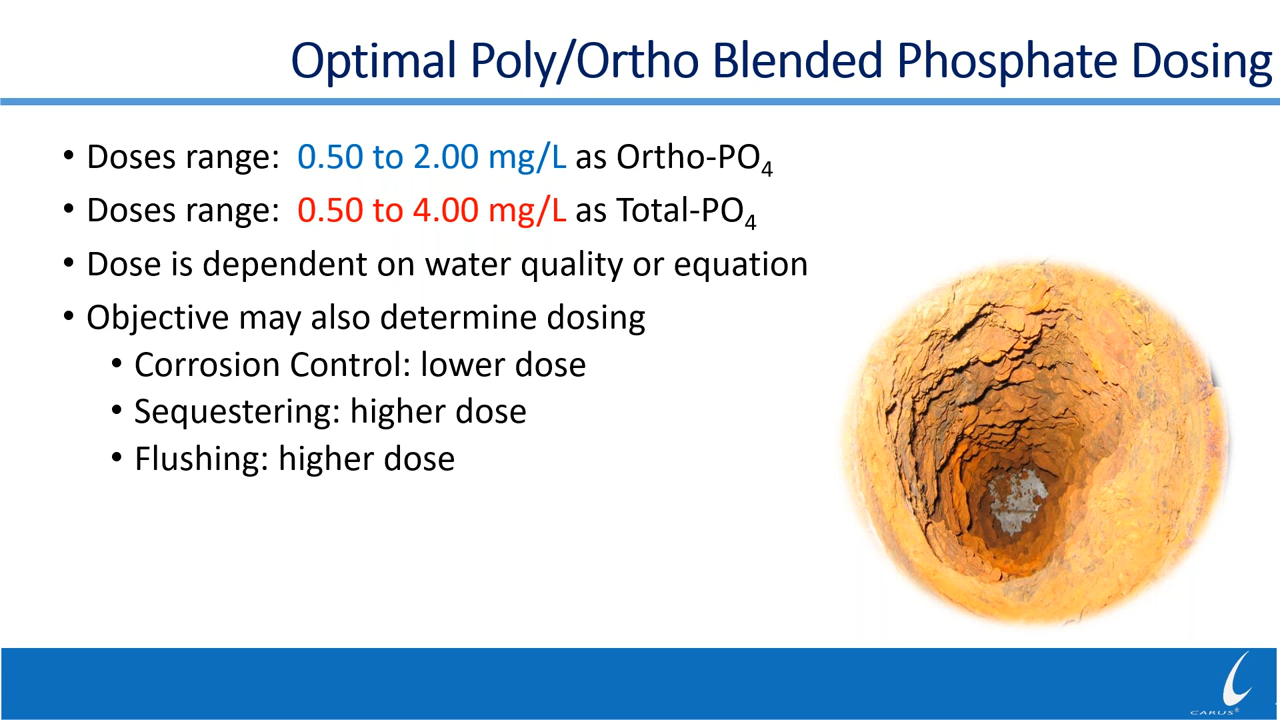 Optimal Poly/Ortho Blended Phosphate Dosing
• Doses range: 0.50 to 2.00 mg/L as Ortho-PO₄
• Doses range: 0.50 to 4.00 mg/L as Total-PO₄
• Dose is dependent on water quality or equation
• Objective may also determine dosing
• Corrosion Control: lower dose
• Sequestering: higher dose
• Flushing: higher dose
CARUS®